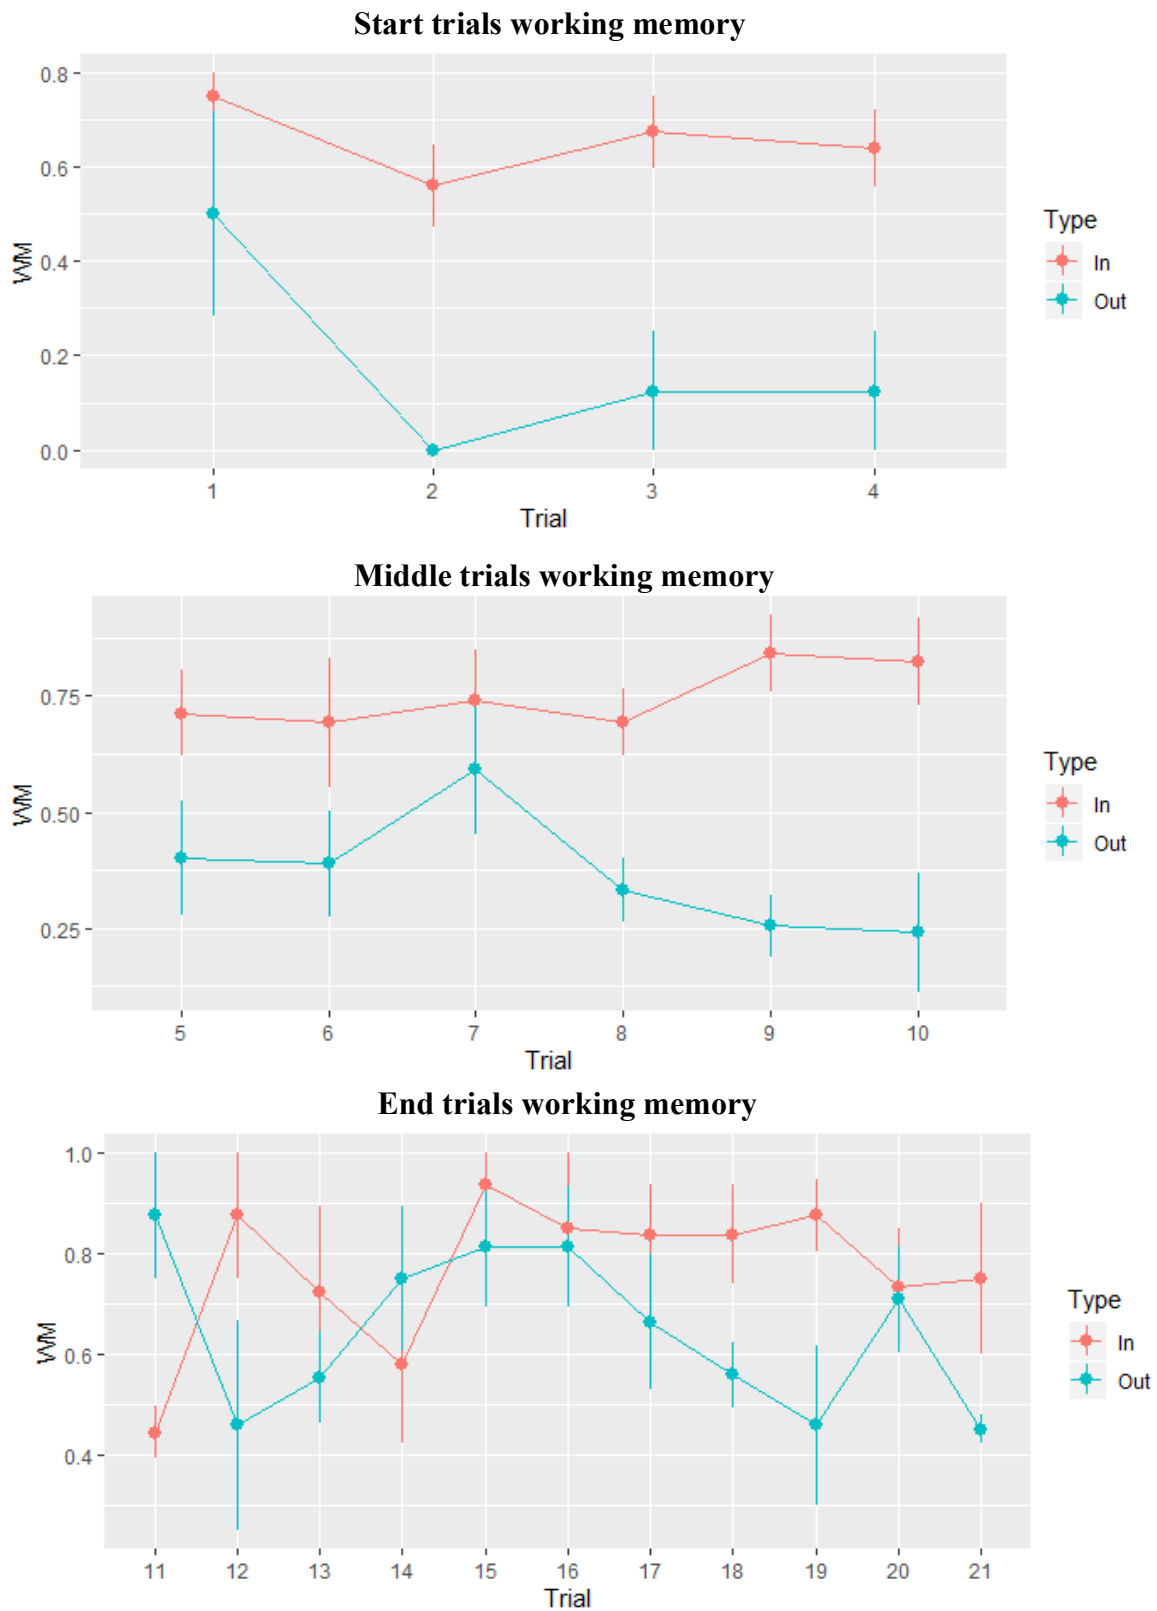 Start trials working memory
0.8
0.6
0.4
0.2
0.0
WM
1 2 3 4
Trial
Type
In
Out
Middle trials working memory
0.75
0.50
0.25
WM
5 6 7 8 9 10
Trial
Type
In
Out
End trials working memory
1.0
0.8
0.6
0.4
WM
11 12 13 14 15 16 17 18 19 20 21
Trial
Type
In
Out